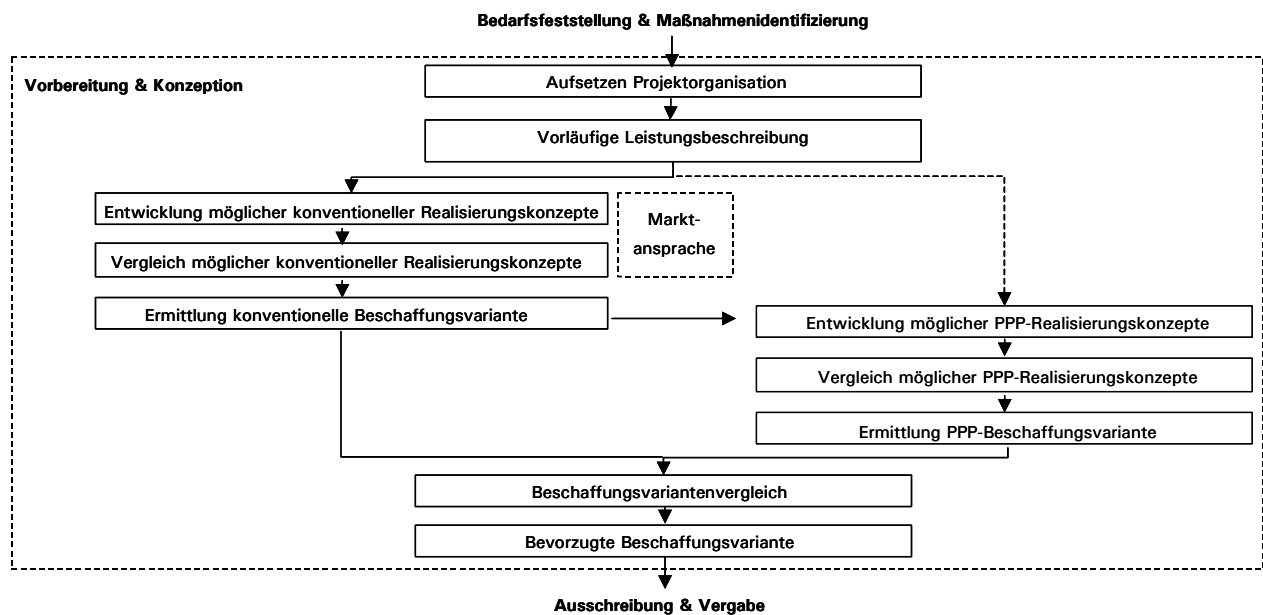 Bedarfsfeststellung & Maßnahmenidentifizierung
Vorbereitung & Konzeption
Aufsetzen Projektorganisation
Vorläufige Leistungsbeschreibung
Entwicklung möglicher konventioneller Realisierungskonzepte
Markt-
ansprache
Vergleich möglicher konventioneller Realisierungskonzepte
Ermittlung konventionelle Beschaffungsvariante
Entwicklung möglicher PPP-Realisierungskonzepte
Vergleich möglicher PPP-Realisierungskonzepte
Ermittlung PPP-Beschaffungsvariante
Beschaffungsvariantenvergleich
Bevorzugte Beschaffungsvariante
Ausschreibung & Vergabe